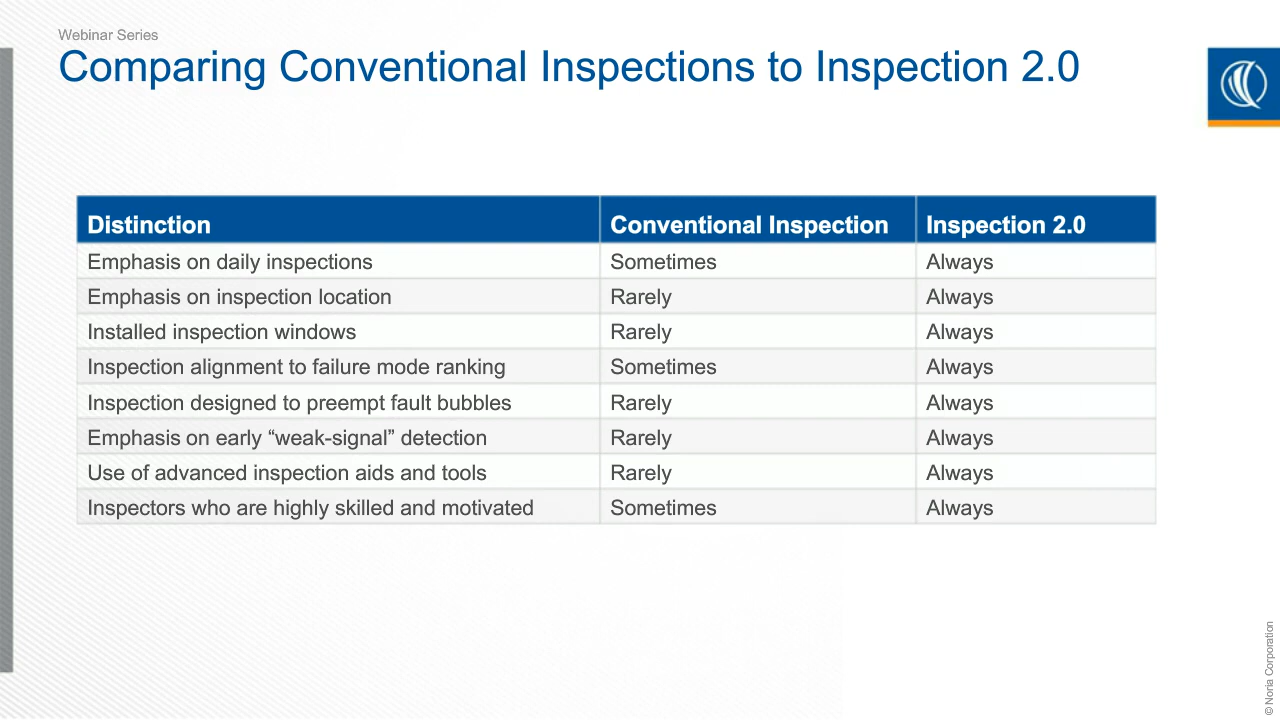 Webinar Series
Comparing Conventional Inspections to Inspection 2.0
Distinction Conventional Inspection Inspection 2.0
Emphasis on daily inspections Sometimes Always
Emphasis on inspection location Rarely Always
Installed inspection windows Rarely Always
Inspection alignment to failure mode ranking Sometimes Always
Inspection designed to preempt fault bubbles Rarely Always
Emphasis on early “weak-signal” detection Rarely Always
Use of advanced inspection aids and tools Rarely Always
Inspectors who are highly skilled and motivated Sometimes Always
© Noria Corporation